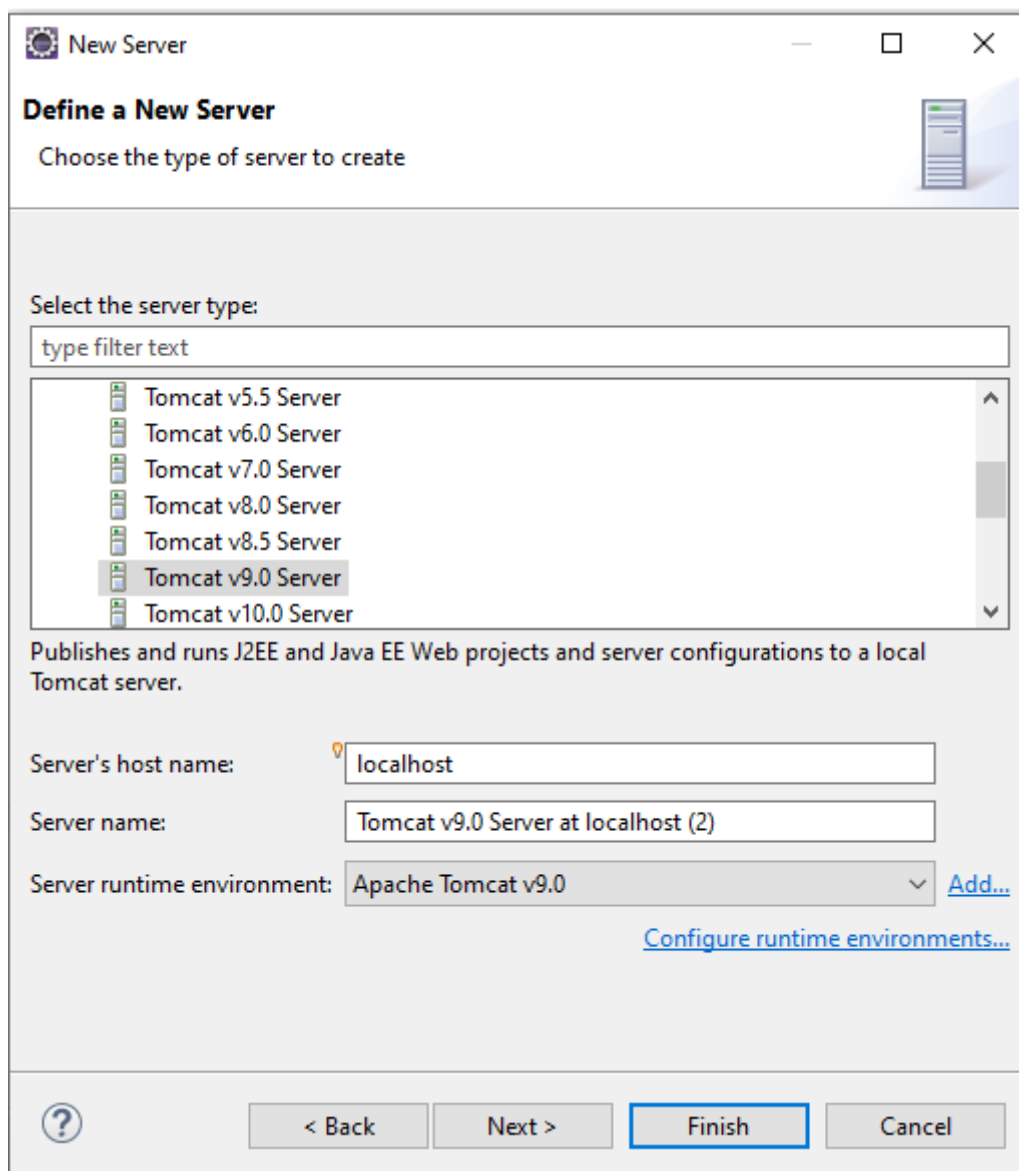 New Server
Define a New Server
Choose the type of server to create
Select the server type:
type filter text
Tomcat v5.5 Server
Tomcat v6.0 Server
Tomcat v7.0 Server
Tomcat v8.0 Server
Tomcat v8.5 Server
Tomcat v9.0 Server
Tomcat v10.0 Server
Publishes and runs J2EE and Java EE Web projects and server configurations to a local
Tomcat server.
Server's host name: localhost
Server name: Tomcat v9.0 Server at localhost (2)
Server runtime environment: Apache Tomcat v9.0 Add...
Configure runtime environments...
? < Back Next > Finish Cancel